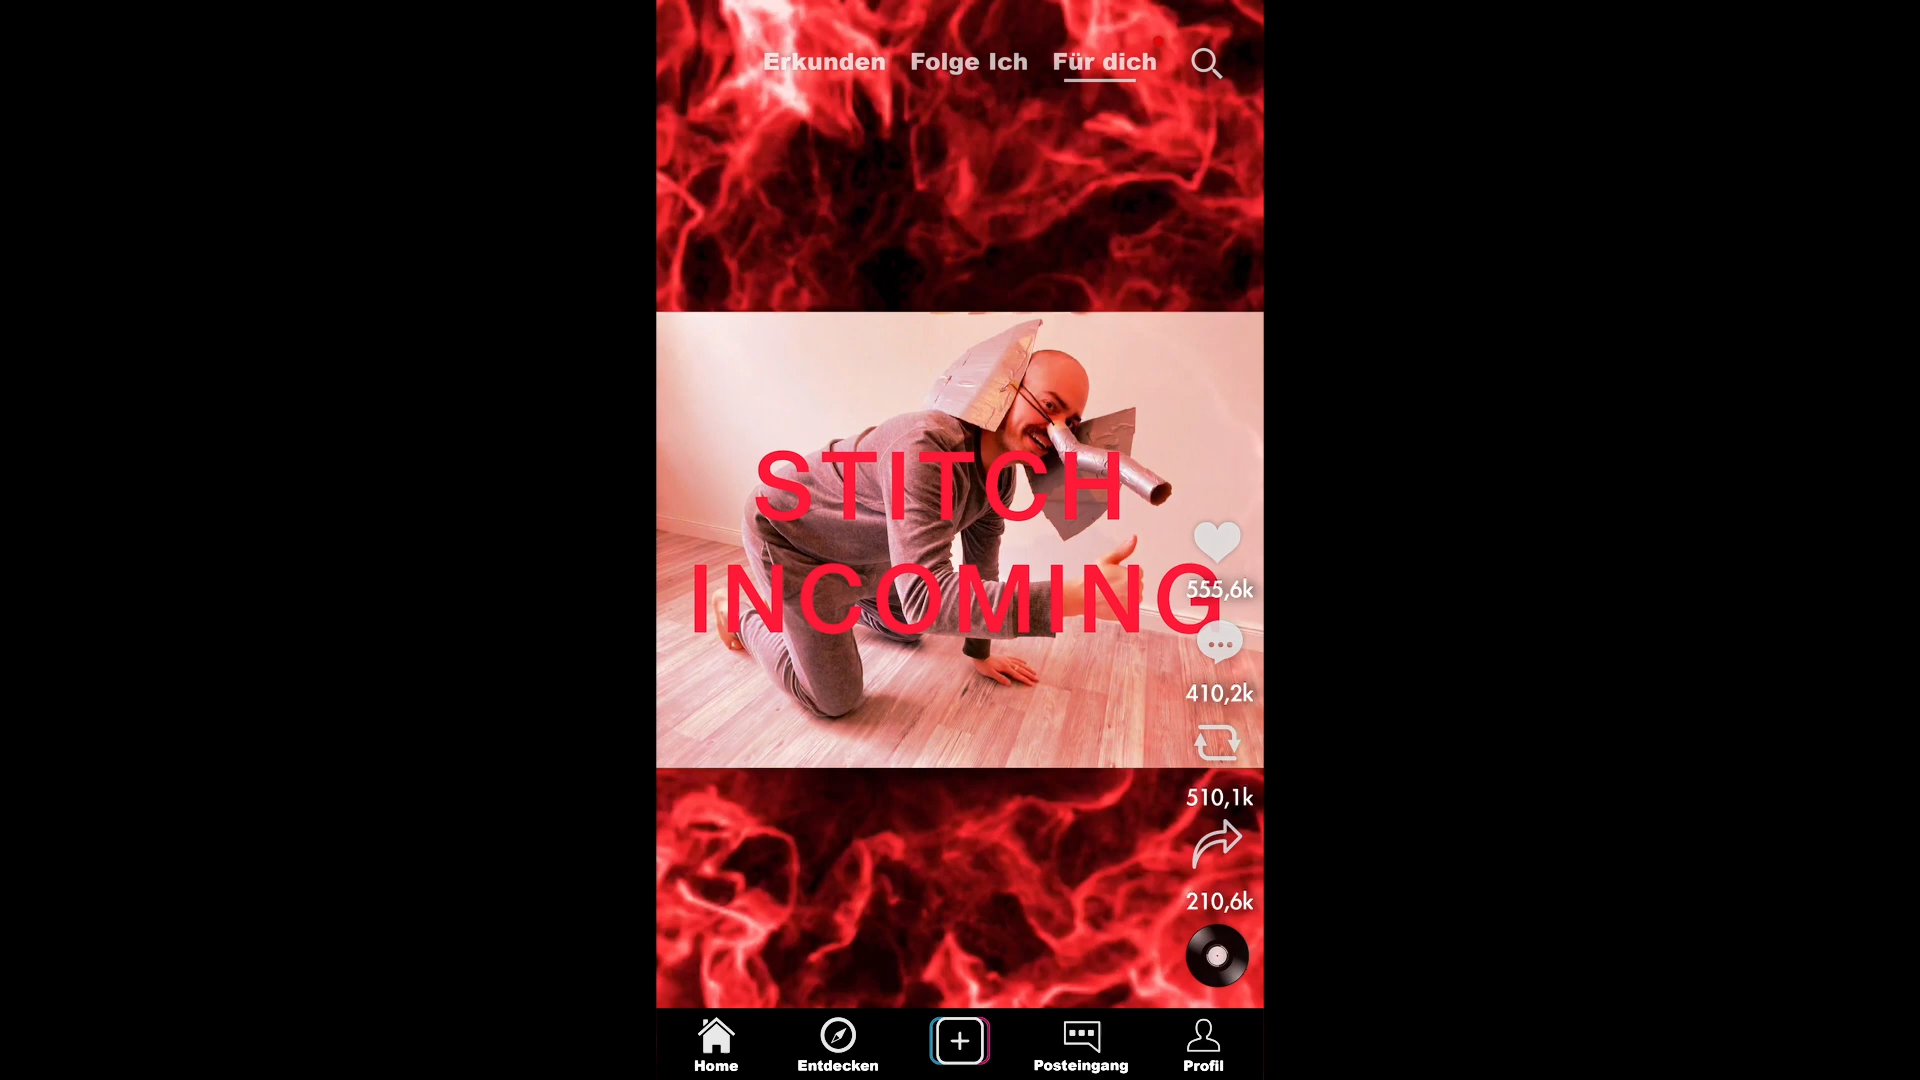 Erkunden Folge Ich Für dich
STITCH
INCOMING
555,6k
410,2k
510,1k
210,6k
Home Entdecken Posteingang Profil